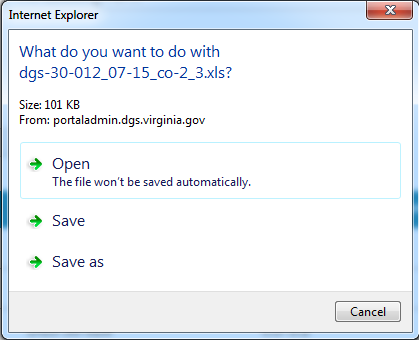 Internet Explorer
What do you want to do with
dgs-30-012_07-15_co-2_3.xls?
Size: 101 KB
From: portaladmin.dgs.virginia.gov
Open
The file won't be saved automatically.
Save
Save as
Cancel